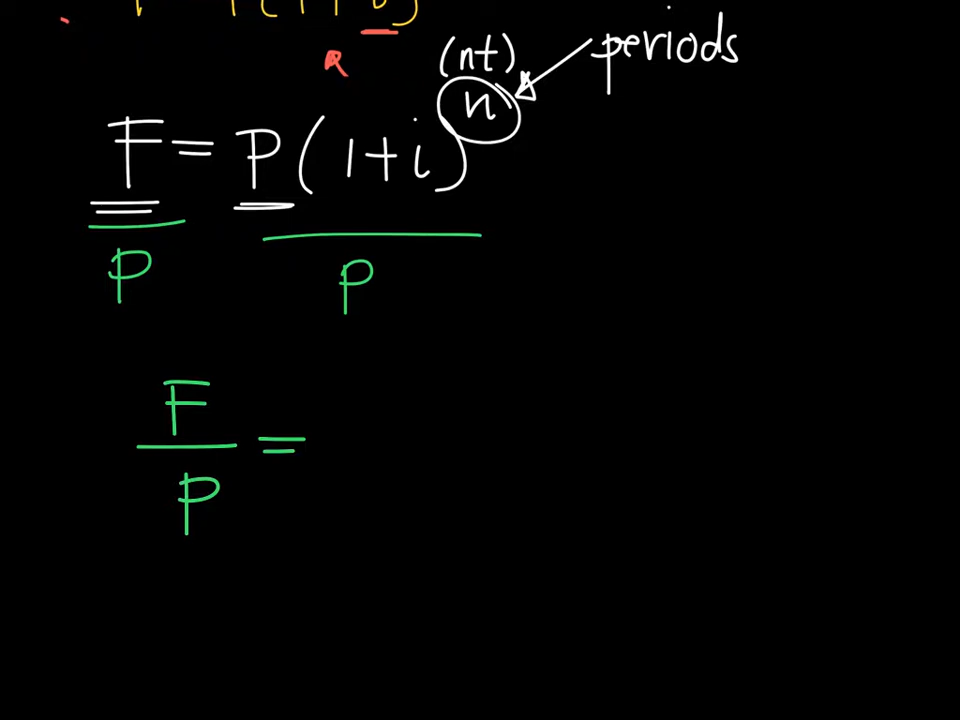 (nt) periods
F = P(1+i)^n
P P
F
=
P